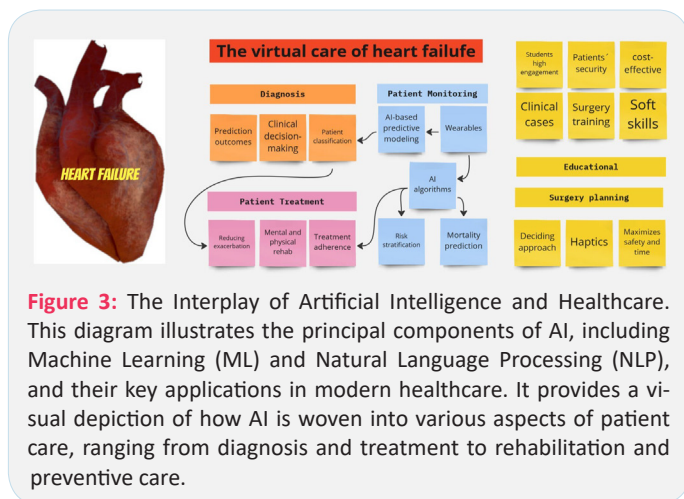 HEART FAILURE
The virtual care of heart failufe
Diagnosis
Prediction
outcomes
Clinical
decision-
making
Patient
classification
Patient Monitoring
AI-based
predictive
modeling
Wearables
AI
algorithms
Risk
stratification
Mortality
prediction
Patient Treatment
Reducing
exacerbation
Mental and
physical
rehab
Treatment
adherence
Students
high
engagement
Patients´
security
cost-
effective
Clinical
cases
Surgery
training
Soft
skills
Educational
Surgery planning
Deciding
approach
Haptics
Maximizes
safety and
time
Figure 3: The Interplay of Artificial Intelligence and Healthcare.
This diagram illustrates the principal components of AI, including
Machine Learning (ML) and Natural Language Processing (NLP),
and their key applications in modern healthcare. It provides a vi-
sual depiction of how AI is woven into various aspects of patient
care, ranging from diagnosis and treatment to rehabilitation and
preventive care.